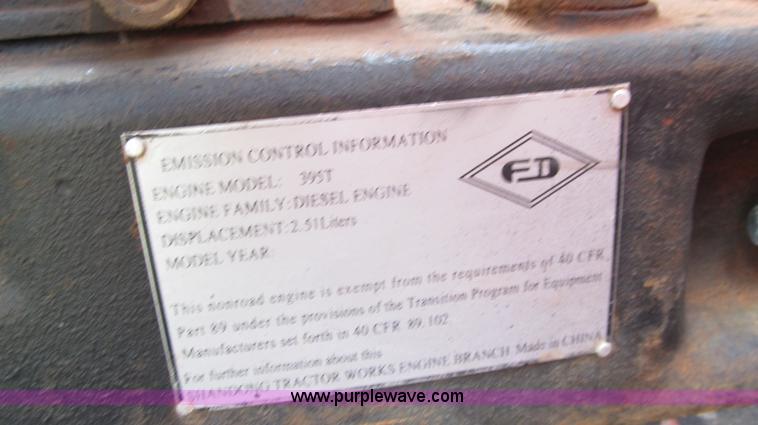 EMISSION CONTROL INFORMATION
ENGINE MODEL: 395T
ENGINE FAMILY:DIESEL ENGINE
DISPLACEMENT:2.51Liters
MODEL YEAR:
FD
This nonroad engine is exempt from the requirements of 40 CFR
Part 89 under the provisions of the Transition Program for Equipment
Manufacturers set forth in 40 CFR 89.102
For further information about this
SHANDONG TRACTOR WORKS ENGINE BRANCH Made in CHINA
www.purplewave.com